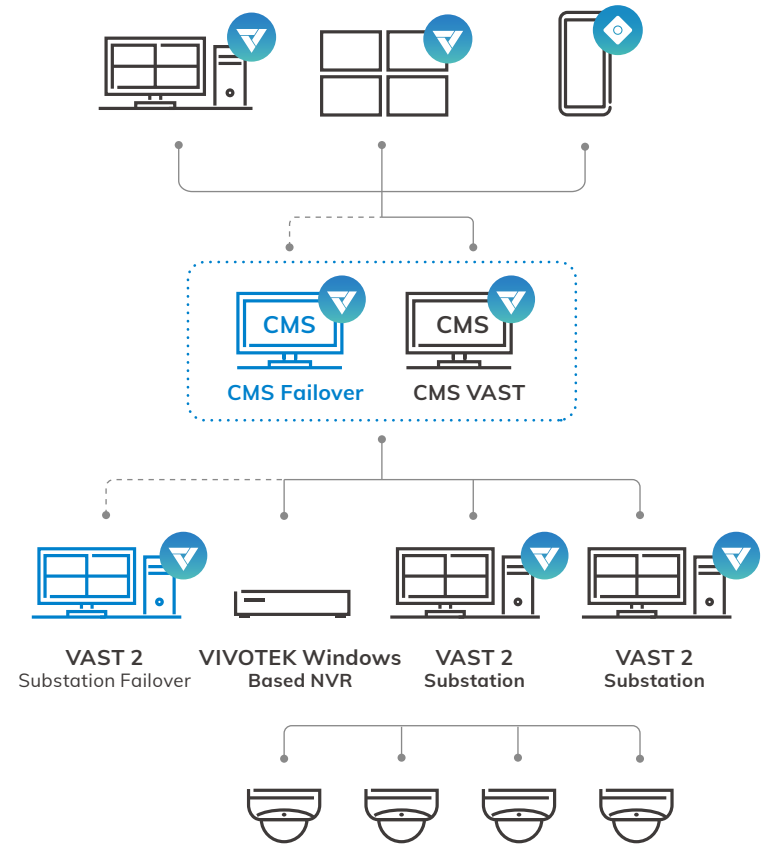 CMS
CMS
CMS Failover
CMS VAST
VAST 2
Substation Failover
VIVOTEK Windows
Based NVR
VAST 2
Substation
VAST 2
Substation